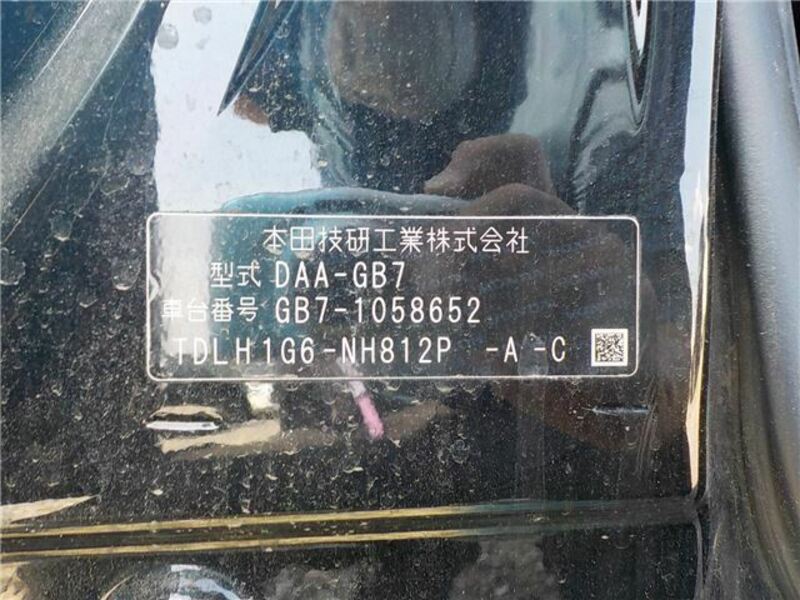 本田技研工業株式会社
型式 DAA-GB7
車台番号 GB7-1058652
TDLH1G6-NH812P -A -C